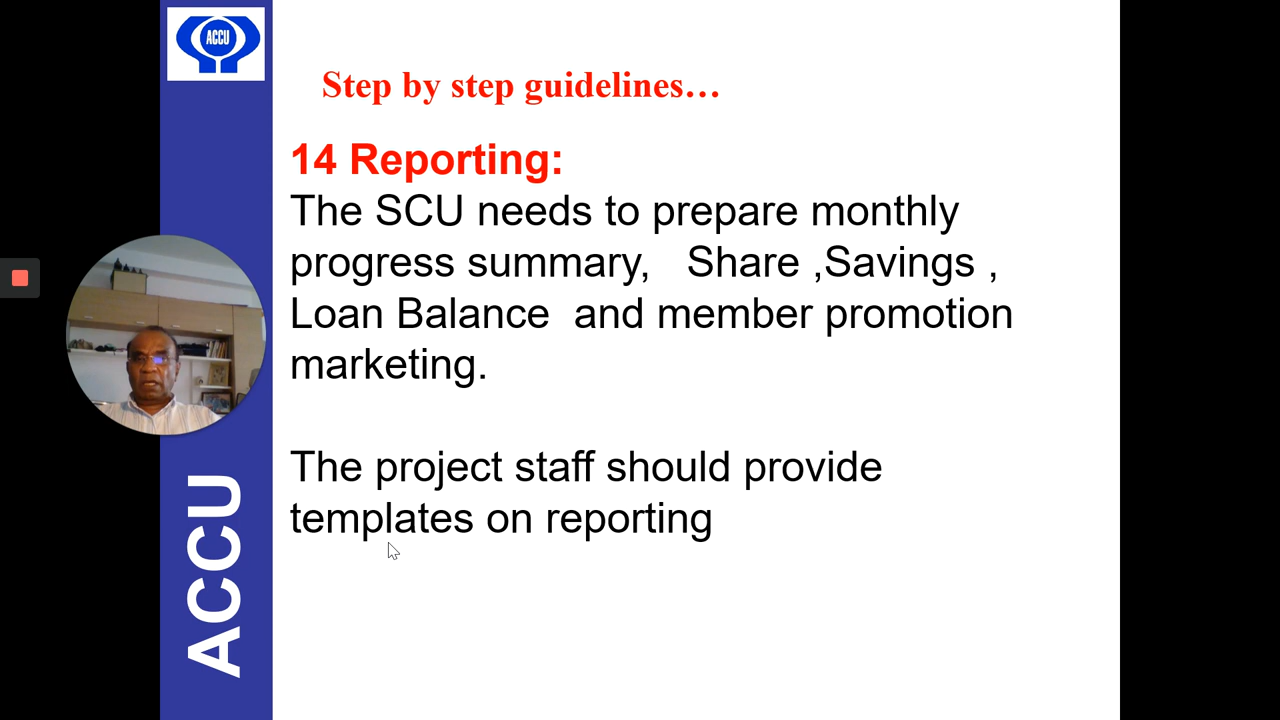 ACCU
Step by step guidelines…
14 Reporting:
The SCU needs to prepare monthly
progress summary,   Share ,Savings ,
Loan Balance  and member promotion
marketing.
The project staff should provide
templates on reporting
ACCU